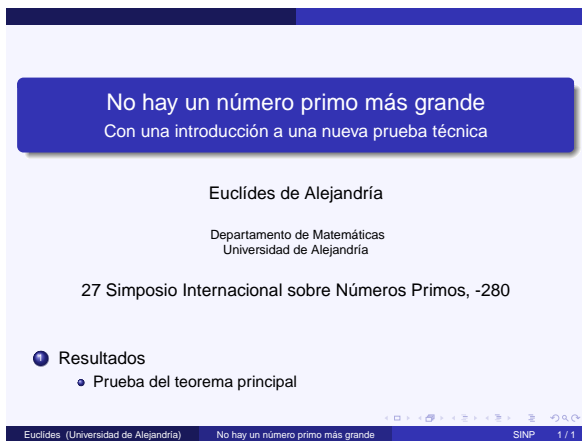 No hay un número primo más grande
Con una introducción a una nueva prueba técnica
Euclídes de Alejandría
Departamento de Matemáticas
Universidad de Alejandría
27 Simposio Internacional sobre Números Primos, -280
1 Resultados
Prueba del teorema principal
Euclídes (Universidad de Alejandría) No hay un número primo más grande SINP 1 / 1